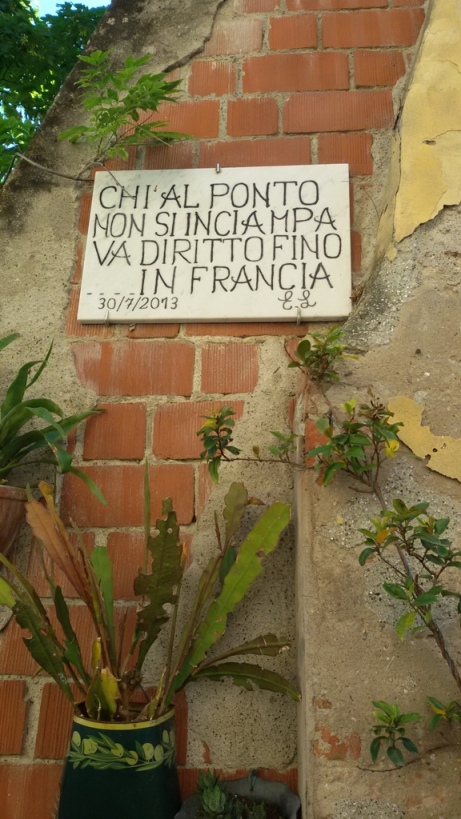 CHI'AL PONTO
NON SI INCIAMPA
VA DIRITTO FINO
IN FRANCIA
30/7/2013 E.L